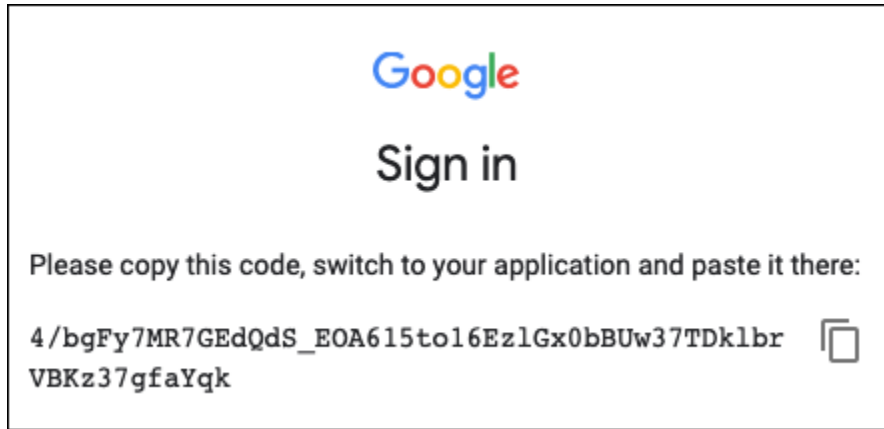 Google
Sign in
Please copy this code, switch to your application and paste it there:
4/bgFy7MR7GEdQdS_EOA615to16EzlGx0bBUw37TDklbr
VBKz37gfaYqk